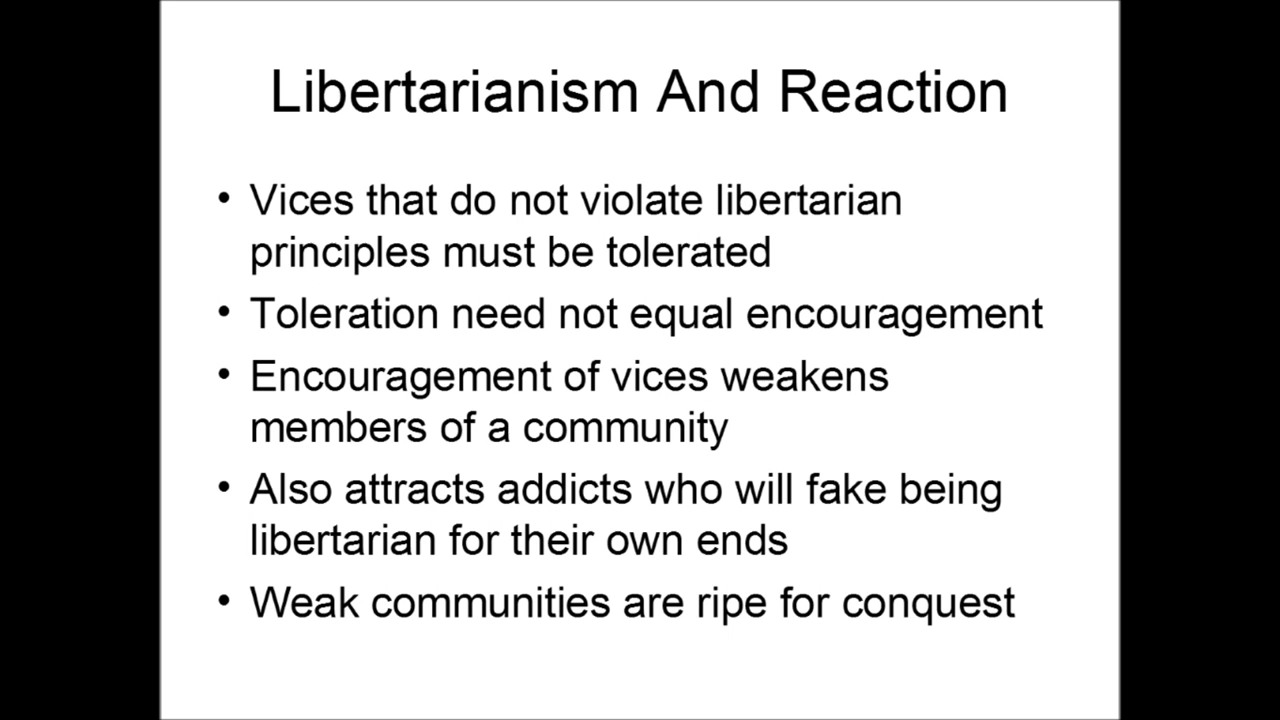 Libertarianism And Reaction
• Vices that do not violate libertarian
principles must be tolerated
• Toleration need not equal encouragement
• Encouragement of vices weakens
members of a community
• Also attracts addicts who will fake being
libertarian for their own ends
• Weak communities are ripe for conquest